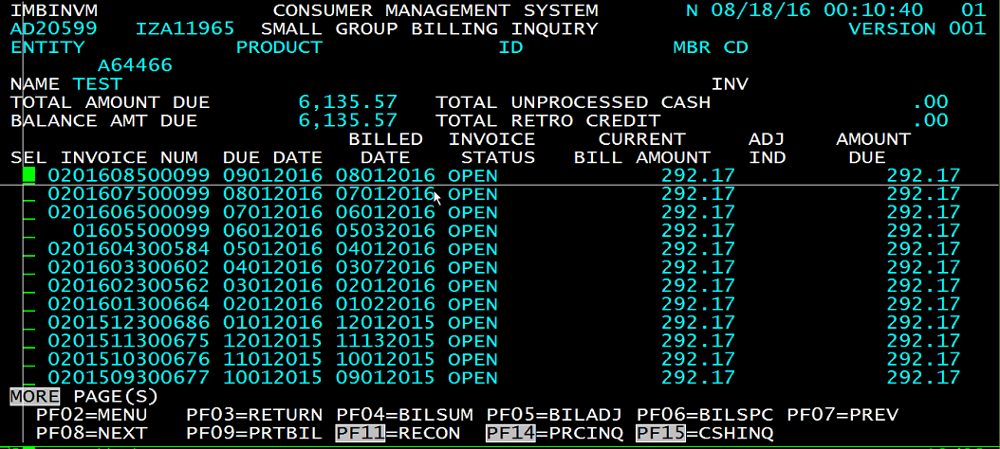 IMBINVM CONSUMER MANAGEMENT SYSTEM N 08/18/16 00:10:40 01
AD20599 IZA11965 SMALL GROUP BILLING INQUIRY VERSION 001
ENTITY PRODUCT ID MBR CD
A64466
NAME TEST INV
TOTAL AMOUNT DUE 6,135.57 TOTAL UNPROCESSED CASH .00
BALANCE AMT DUE 6,135.57 TOTAL RETRO CREDIT .00
BILLED INVOICE CURRENT ADJ AMOUNT
SEL INVOICE NUM DUE DATE DATE STATUS BILL AMOUNT IND DUE
0201608500099 09012016 08012016 OPEN 292.17 292.17
_ 0201607500099 08012016 07012016 OPEN 292.17 292.17
_ 0201606500099 07012016 06012016 OPEN 292.17 292.17
_ 01605500099 06012016 05032016 OPEN 292.17 292.17
_ 0201604300584 05012016 04012016 OPEN 292.17 292.17
_ 0201603300602 04012016 03072016 OPEN 292.17 292.17
_ 0201602300562 03012016 02012016 OPEN 292.17 292.17
_ 0201601300664 02012016 01022016 OPEN 292.17 292.17
_ 0201512300686 01012016 12012015 OPEN 292.17 292.17
_ 0201511300675 12012015 11132015 OPEN 292.17 292.17
_ 0201510300676 11012015 10012015 OPEN 292.17 292.17
_ 0201509300677 10012015 09012015 OPEN 292.17 292.17
MORE PAGE(S)
PF02=MENU PF03=RETURN PF04=BILSUM PF05=BILADJ PF06=BILSPC PF07=PREV
PF08=NEXT PF09=PRTBIL PF11=RECON PF14=PRCINQ PF15=CSHINQ